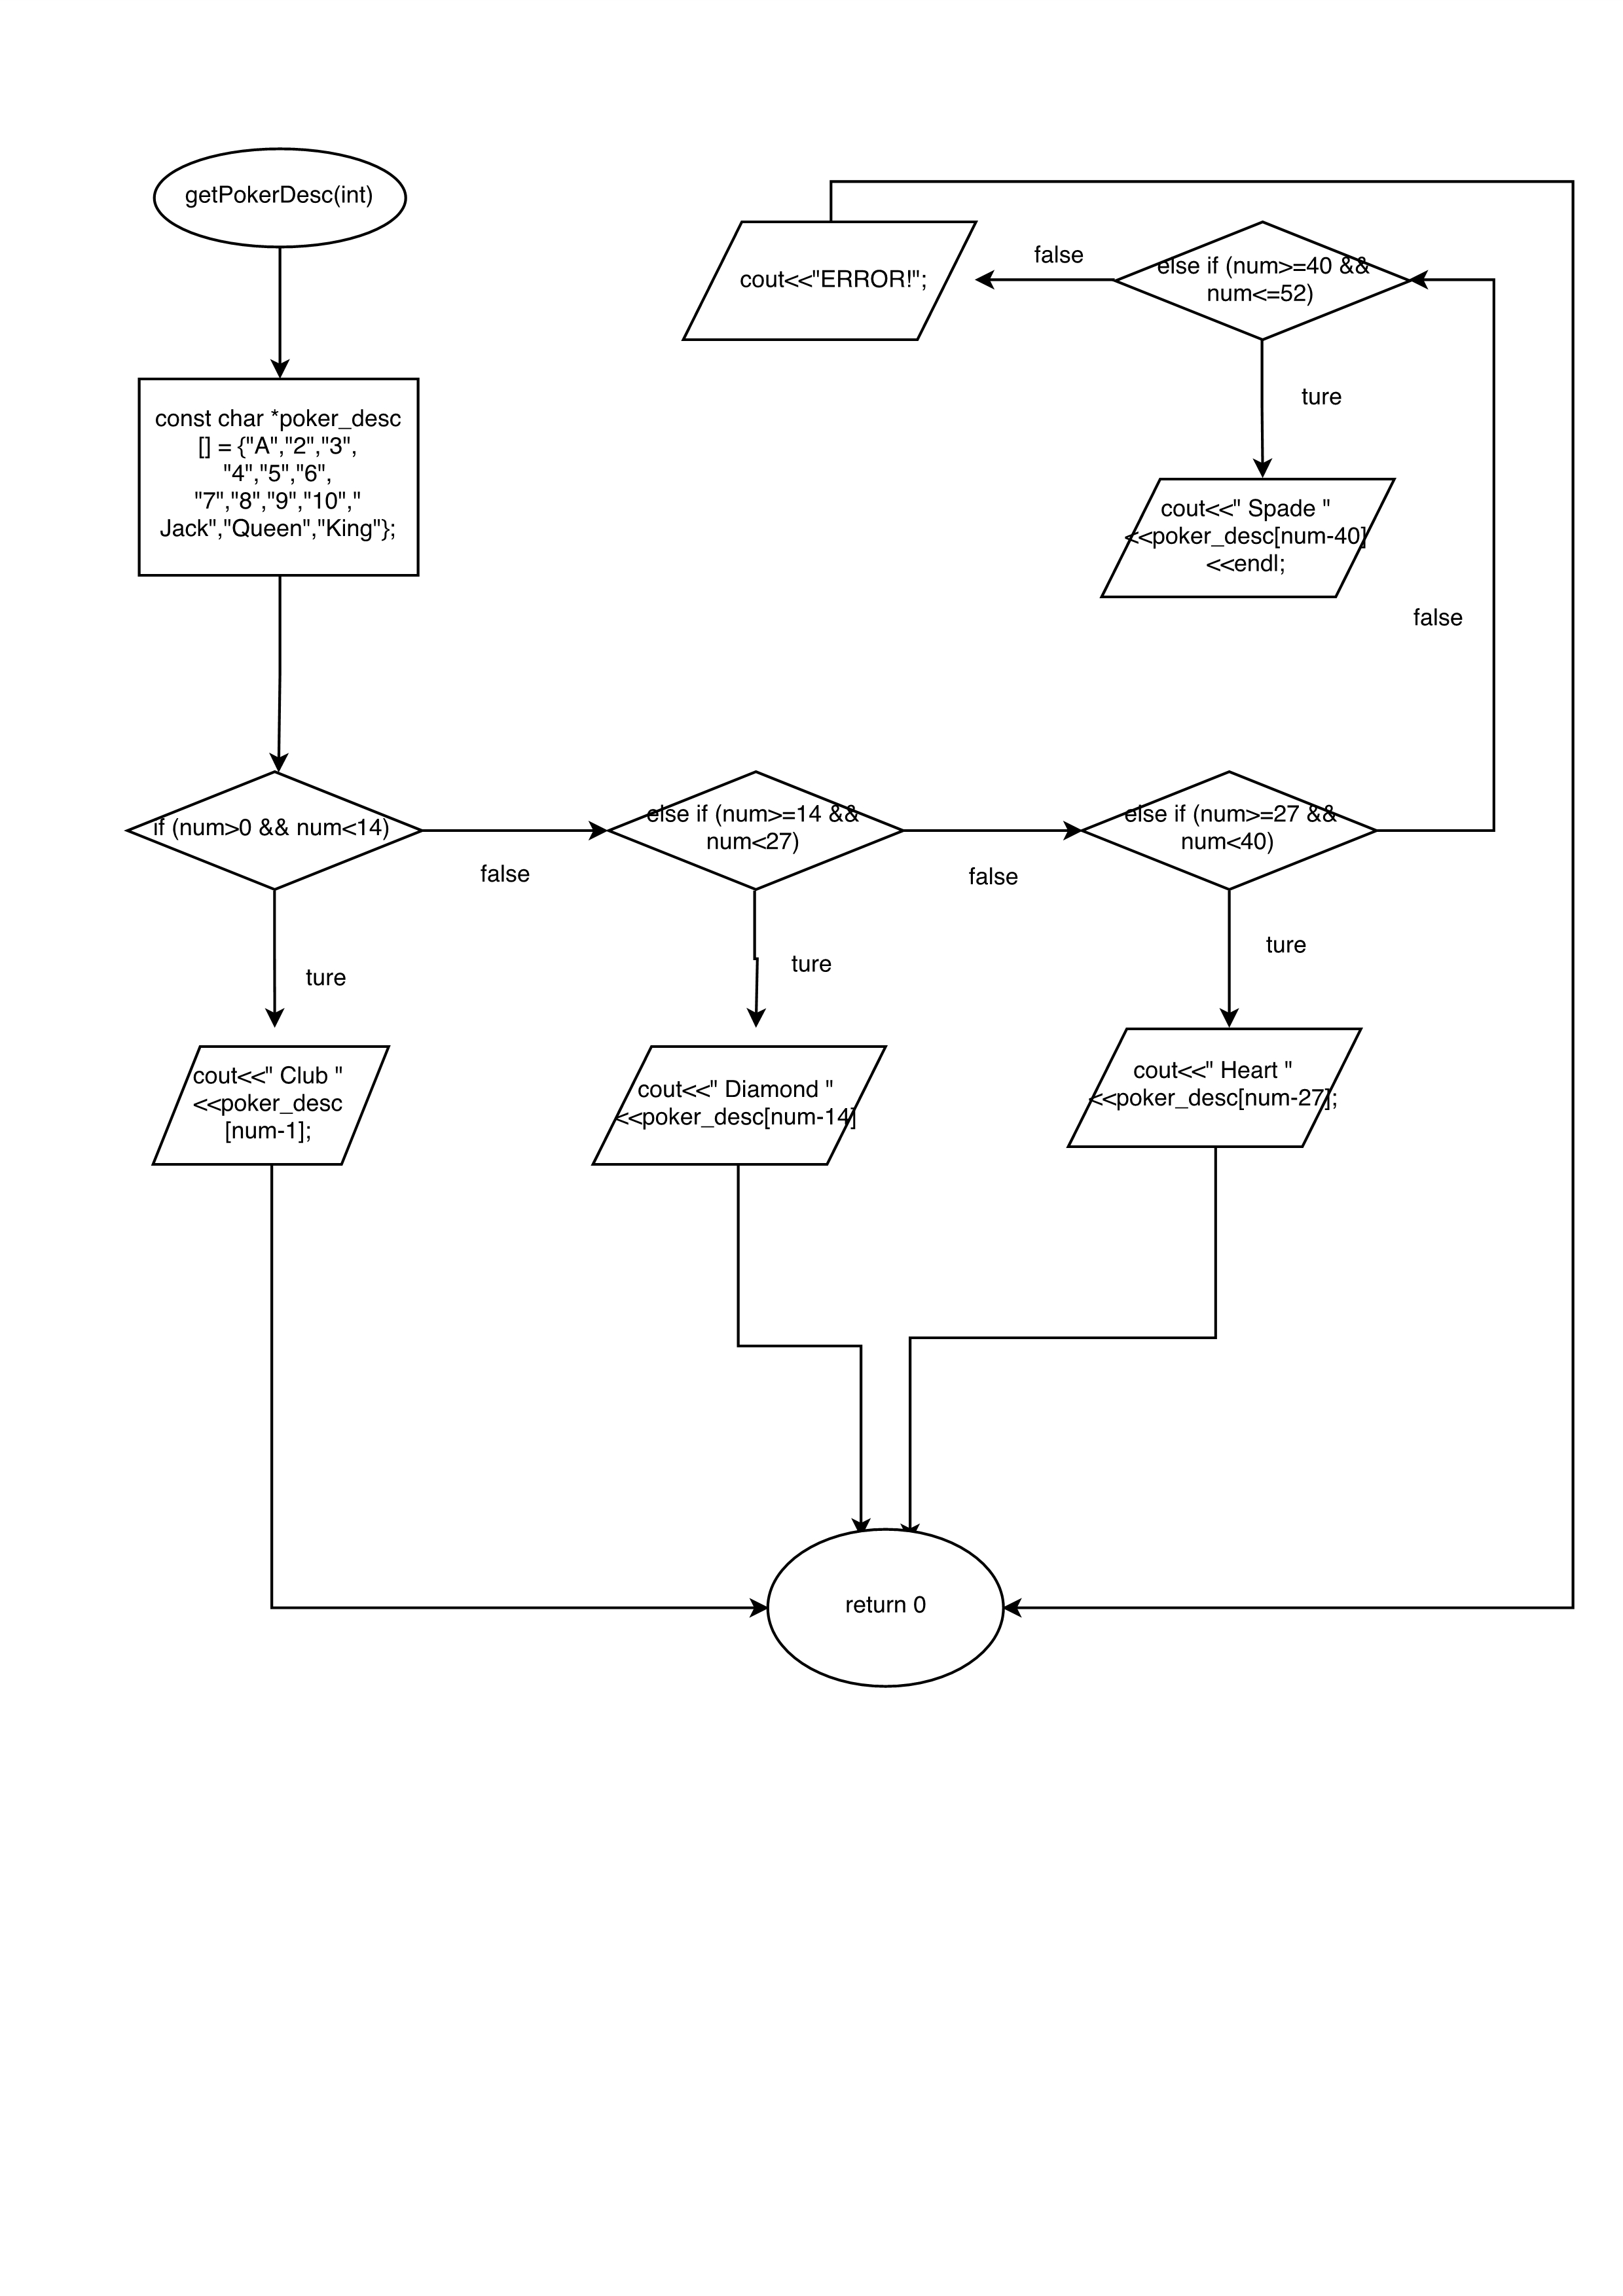 getPokerDesc(int)
const char *poker_desc
[] = {"A","2","3",
"4","5","6",
"7","8","9","10","
Jack","Queen","King"};
if (num>0 && num<14)
false
ture
cout<<" Club "
<<poker_desc
[num-1];
else if (num>=14 &&
num<27)
false
ture
cout<<" Diamond "
<<poker_desc[num-14]
else if (num>=27 &&
num<40)
false
ture
cout<<" Heart "
<<poker_desc[num-27];
else if (num>=40 &&
num<=52)
false
ture
cout<<" Spade "
<<poker_desc[num-40]
<<endl;
cout<<"ERROR!";
return 0